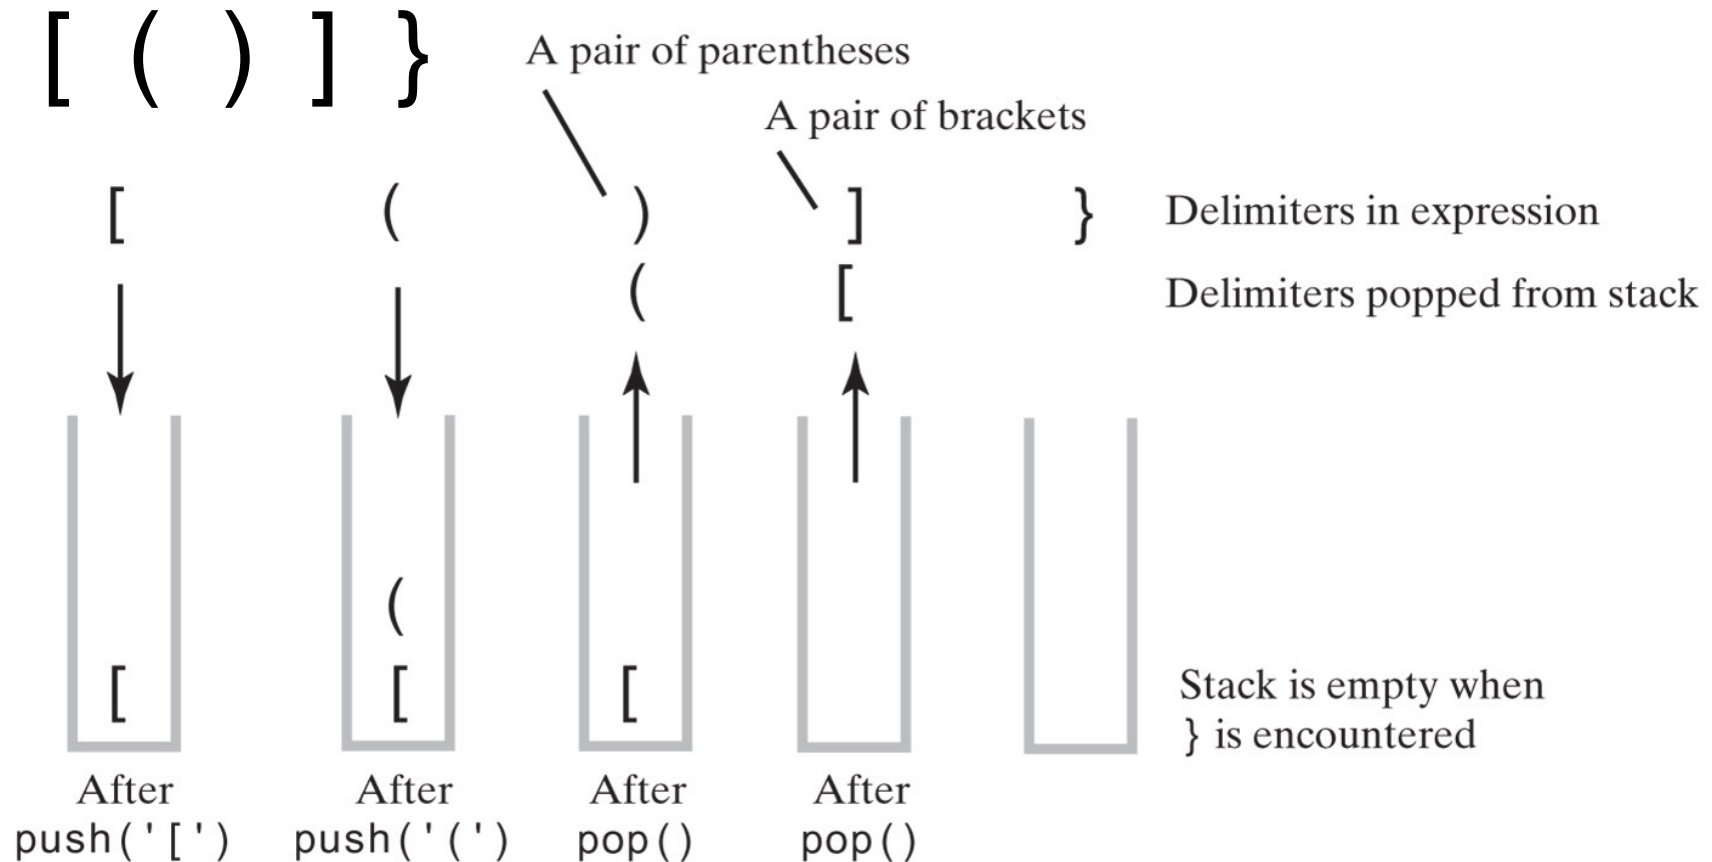 [ ( ) ] }
A pair of parentheses
A pair of brackets
[ ( ) ] } Delimiters in expression
( [ Delimiters popped from stack
(
[ [ [
Stack is empty when
} is encountered
After After After After
push('[') push('(') pop() pop()